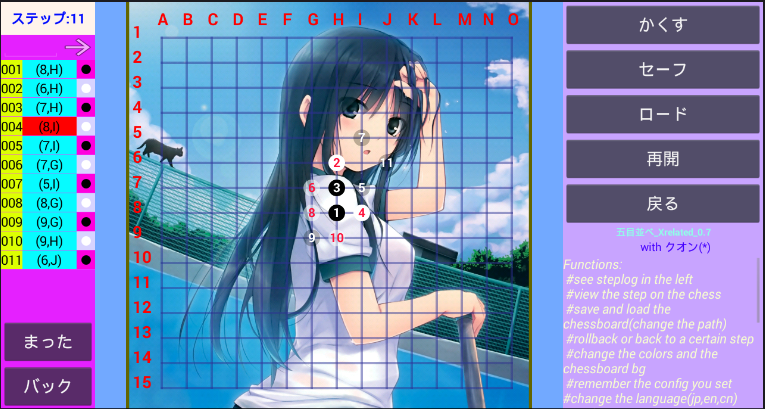 ステップ:11
001 (8,H)
002 (6,H)
003 (7,H)
004 (8,I)
005 (7,I)
006 (7,G)
007 (5,I)
008 (8,G)
009 (9,G)
010 (9,H)
011 (6,J)
まった
バック
A B C D E F G H I J K L M N O
1
2
3
4
5
7
6
2 11
7
6 3 5
8
8 1 4
9
9 10
10
11
12
13
14
15
かくす
セーフ
ロード
再開
戻る
五目並べ_Xrelated_0.7
with クオン(*)
Functions:
#see steplog in the left
#view the step on the chess
#save and load the
chessboard(change the path)
#rollback or back to a certain step
#change the colors and the
chessboard bg
#remember the config you set
#change the language(jp,en,cn)